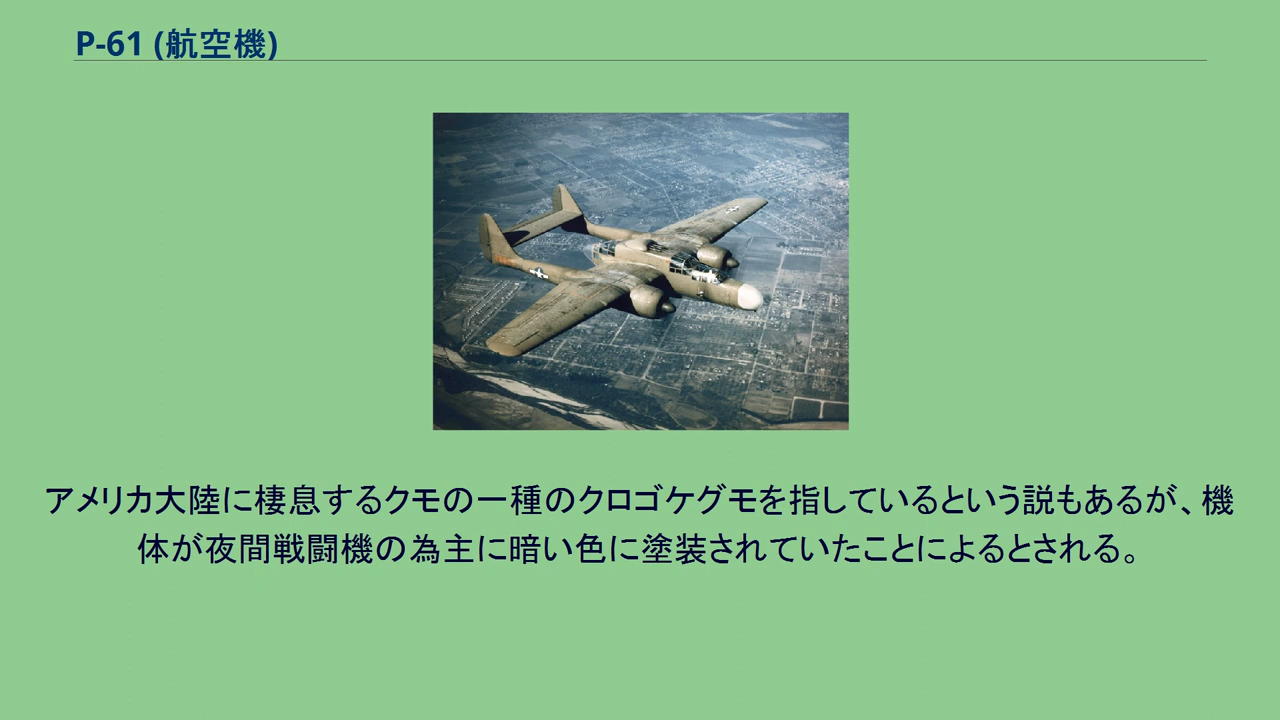 P-61 (航空機)
アメリカ大陸に棲息するクモの一種のクロゴケグモを指しているという説もあるが、機
体が夜間戦闘機の為主に暗い色に塗装されていたことによるとされる。